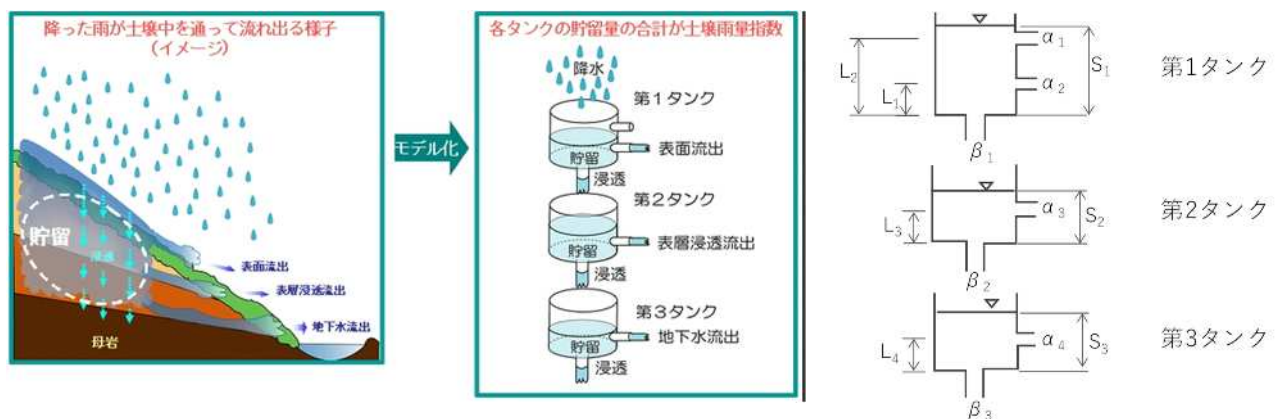 降った雨が土壌中を通って流れ出る様子
（イメージ）
貯留
浸透
表面流出
表層浸透流出
地下水流出
母岩
モデル化
各タンクの貯留量の合計が土壌雨量指数
降水
第１タンク
貯留
表面流出
浸透
第２タンク
貯留
表層浸透流出
浸透
第３タンク
貯留
地下水流出
浸透
L2
L1
α1
α2
S1
β1
第1タンク
L3
α3
S2
β2
第2タンク
L4
α4
S3
β3
第3タンク